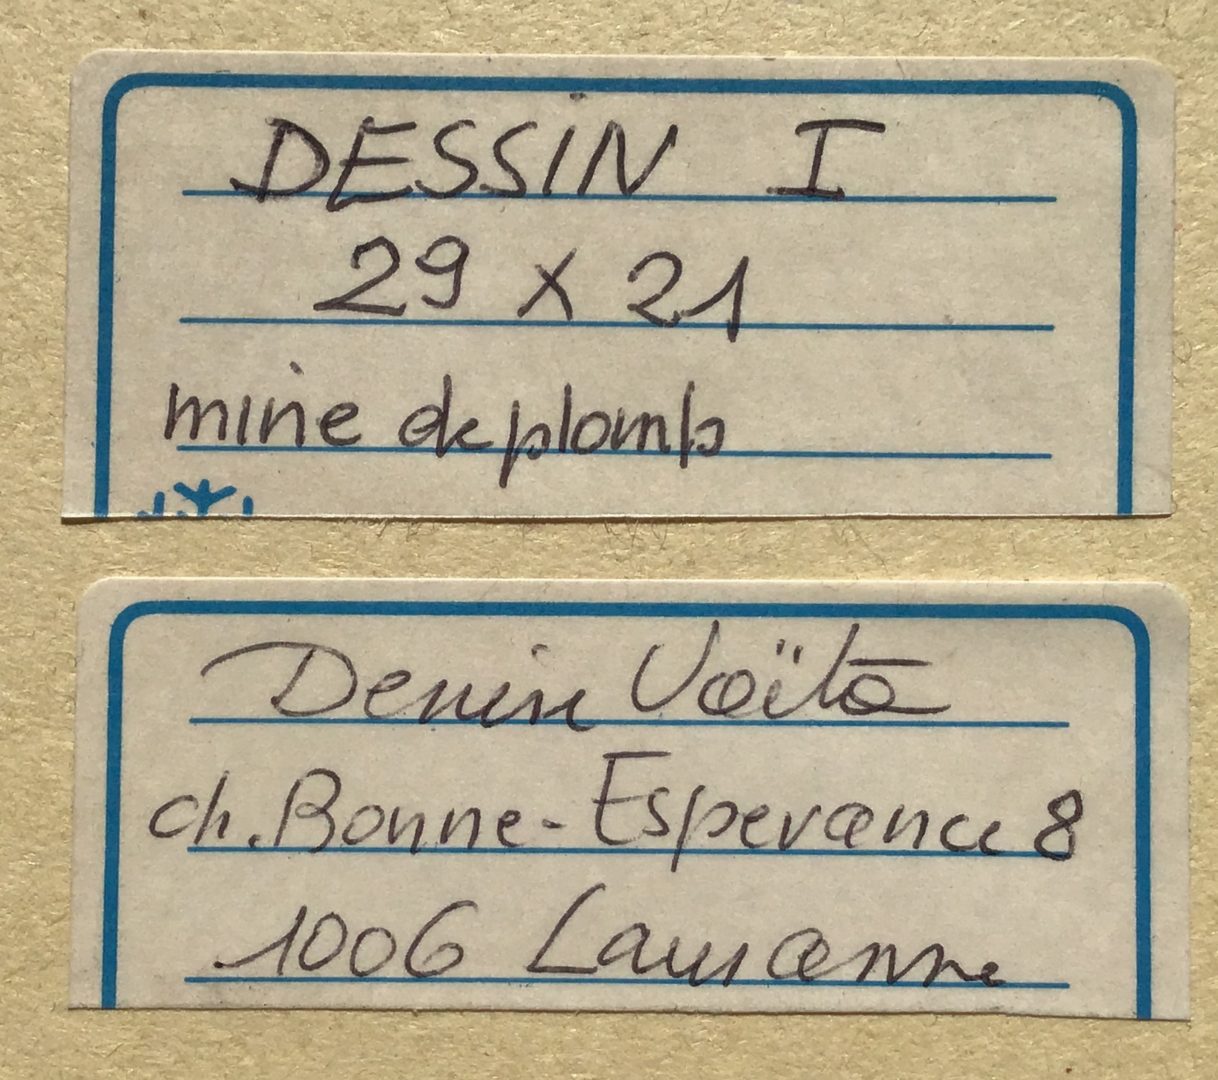 DESSIN I
29 x 21
mine de plomb
Denise Voïta
ch. Bonne-Esperance 8
1006 Lausanne